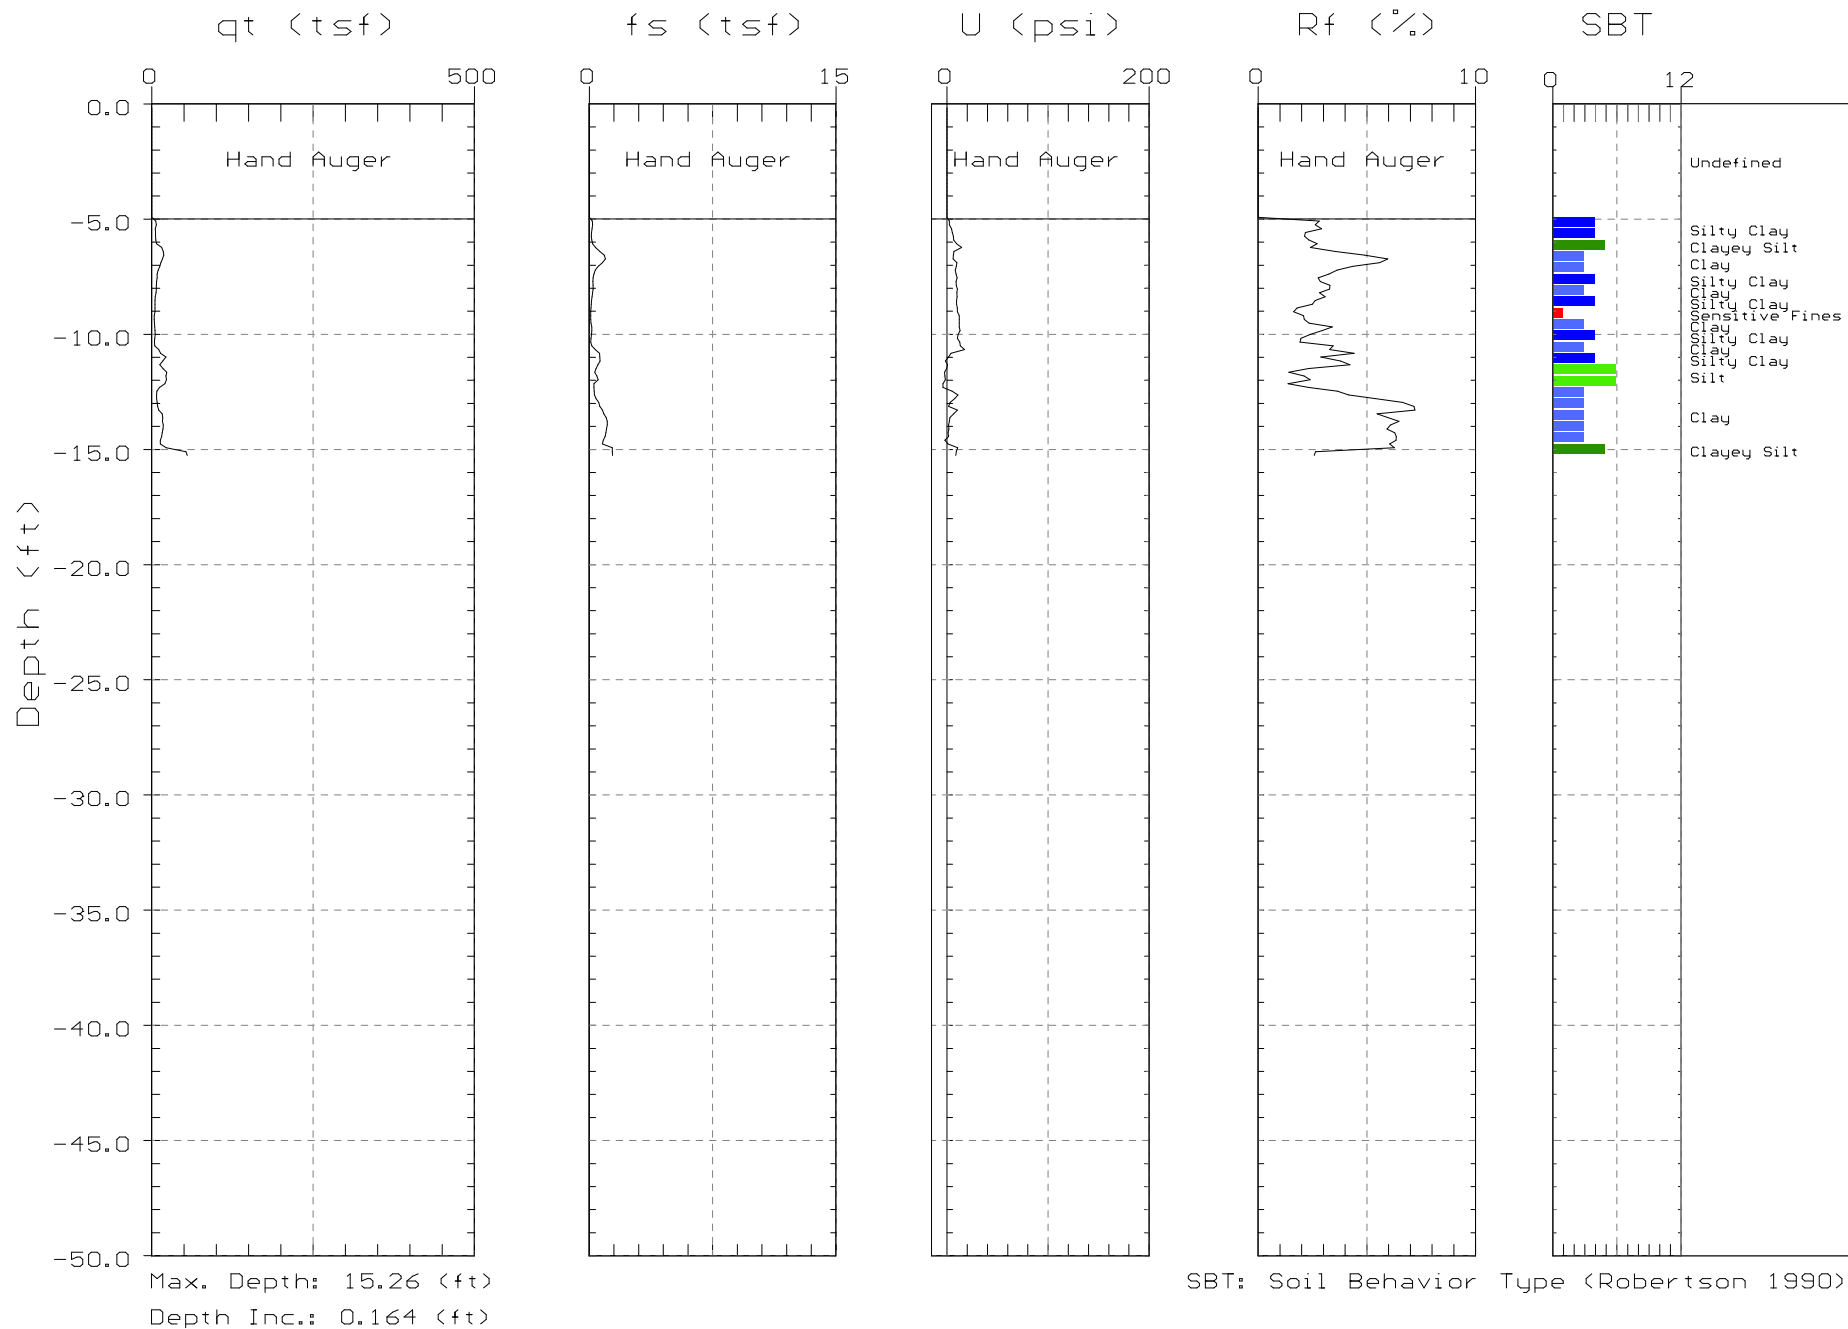 qt (tsf) fs (tsf) U (psi) Rf (%) SBT
0 500 0 15 0 200 0 10 0 12
0.0
Hand Auger Hand Auger Hand Auger Hand Auger Undefined
-5.0
Silty Clay
Clayey Silt
Clay
Silty Clay
Clay
Silty Clay
Sensitive Fines
Clay
-10.0
Silty Clay
Clay
Silty Clay
Silt
Clay
-15.0 Clayey Silt
Depth (ft)
-20.0
-25.0
-30.0
-35.0
-40.0
-45.0
-50.0
Max. Depth: 15.26 (ft) SBT: Soil Behavior Type (Robertson 1990)
Depth Inc.: 0.164 (ft)